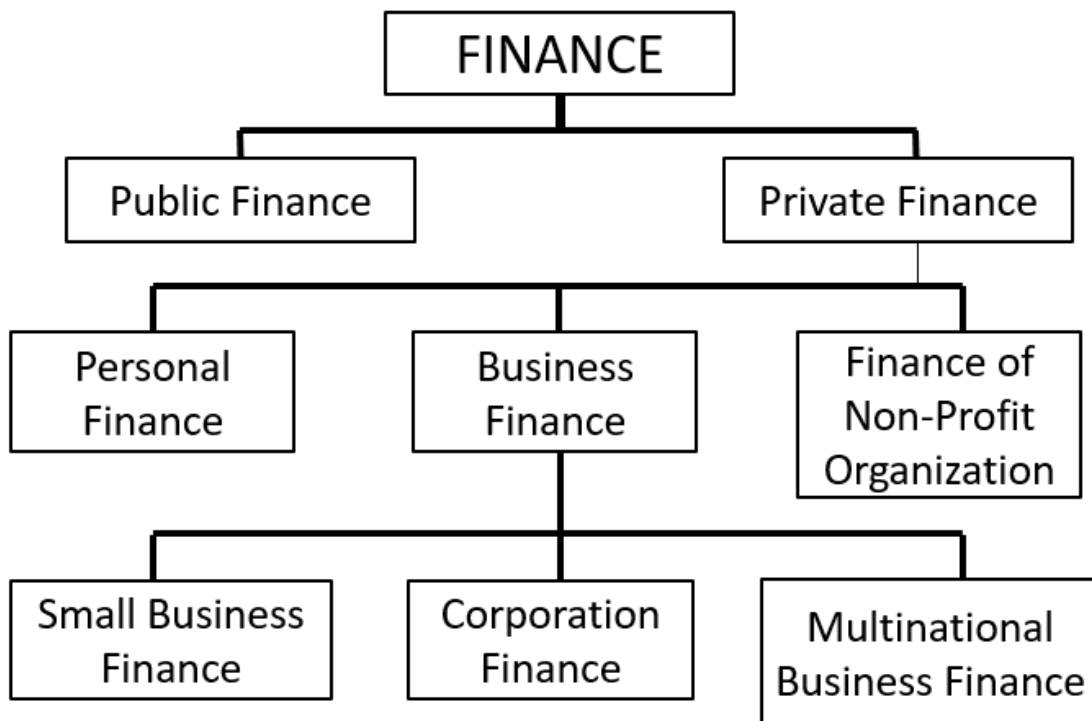 FINANCE
Public Finance
Private Finance
Personal
Finance
Business
Finance
Finance of
Non-Profit
Organization
Small Business
Finance
Corporation
Finance
Multinational
Business Finance